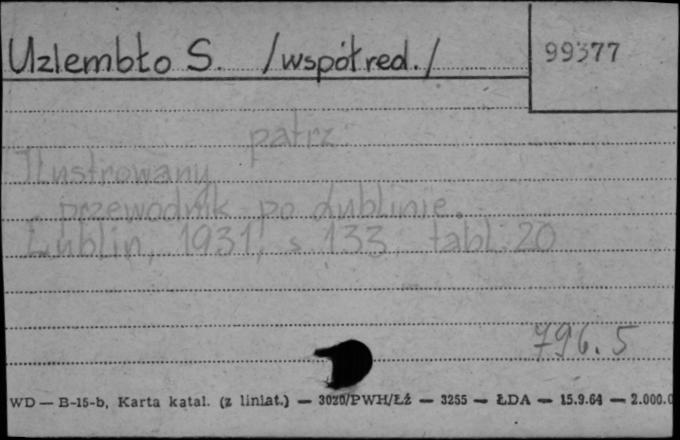 Uzlembło S. /współred./
99377
patrz
Ilustrowany
przewodnik po Lublinie.
Lublin, 1931, s. 133, tabl. 20
796.5
WD — B-15-b, Karta katal. (z liniat.) — 3020/PWH/Łź — 3255 — ŁDA — 15.9.64 — 2.000.0